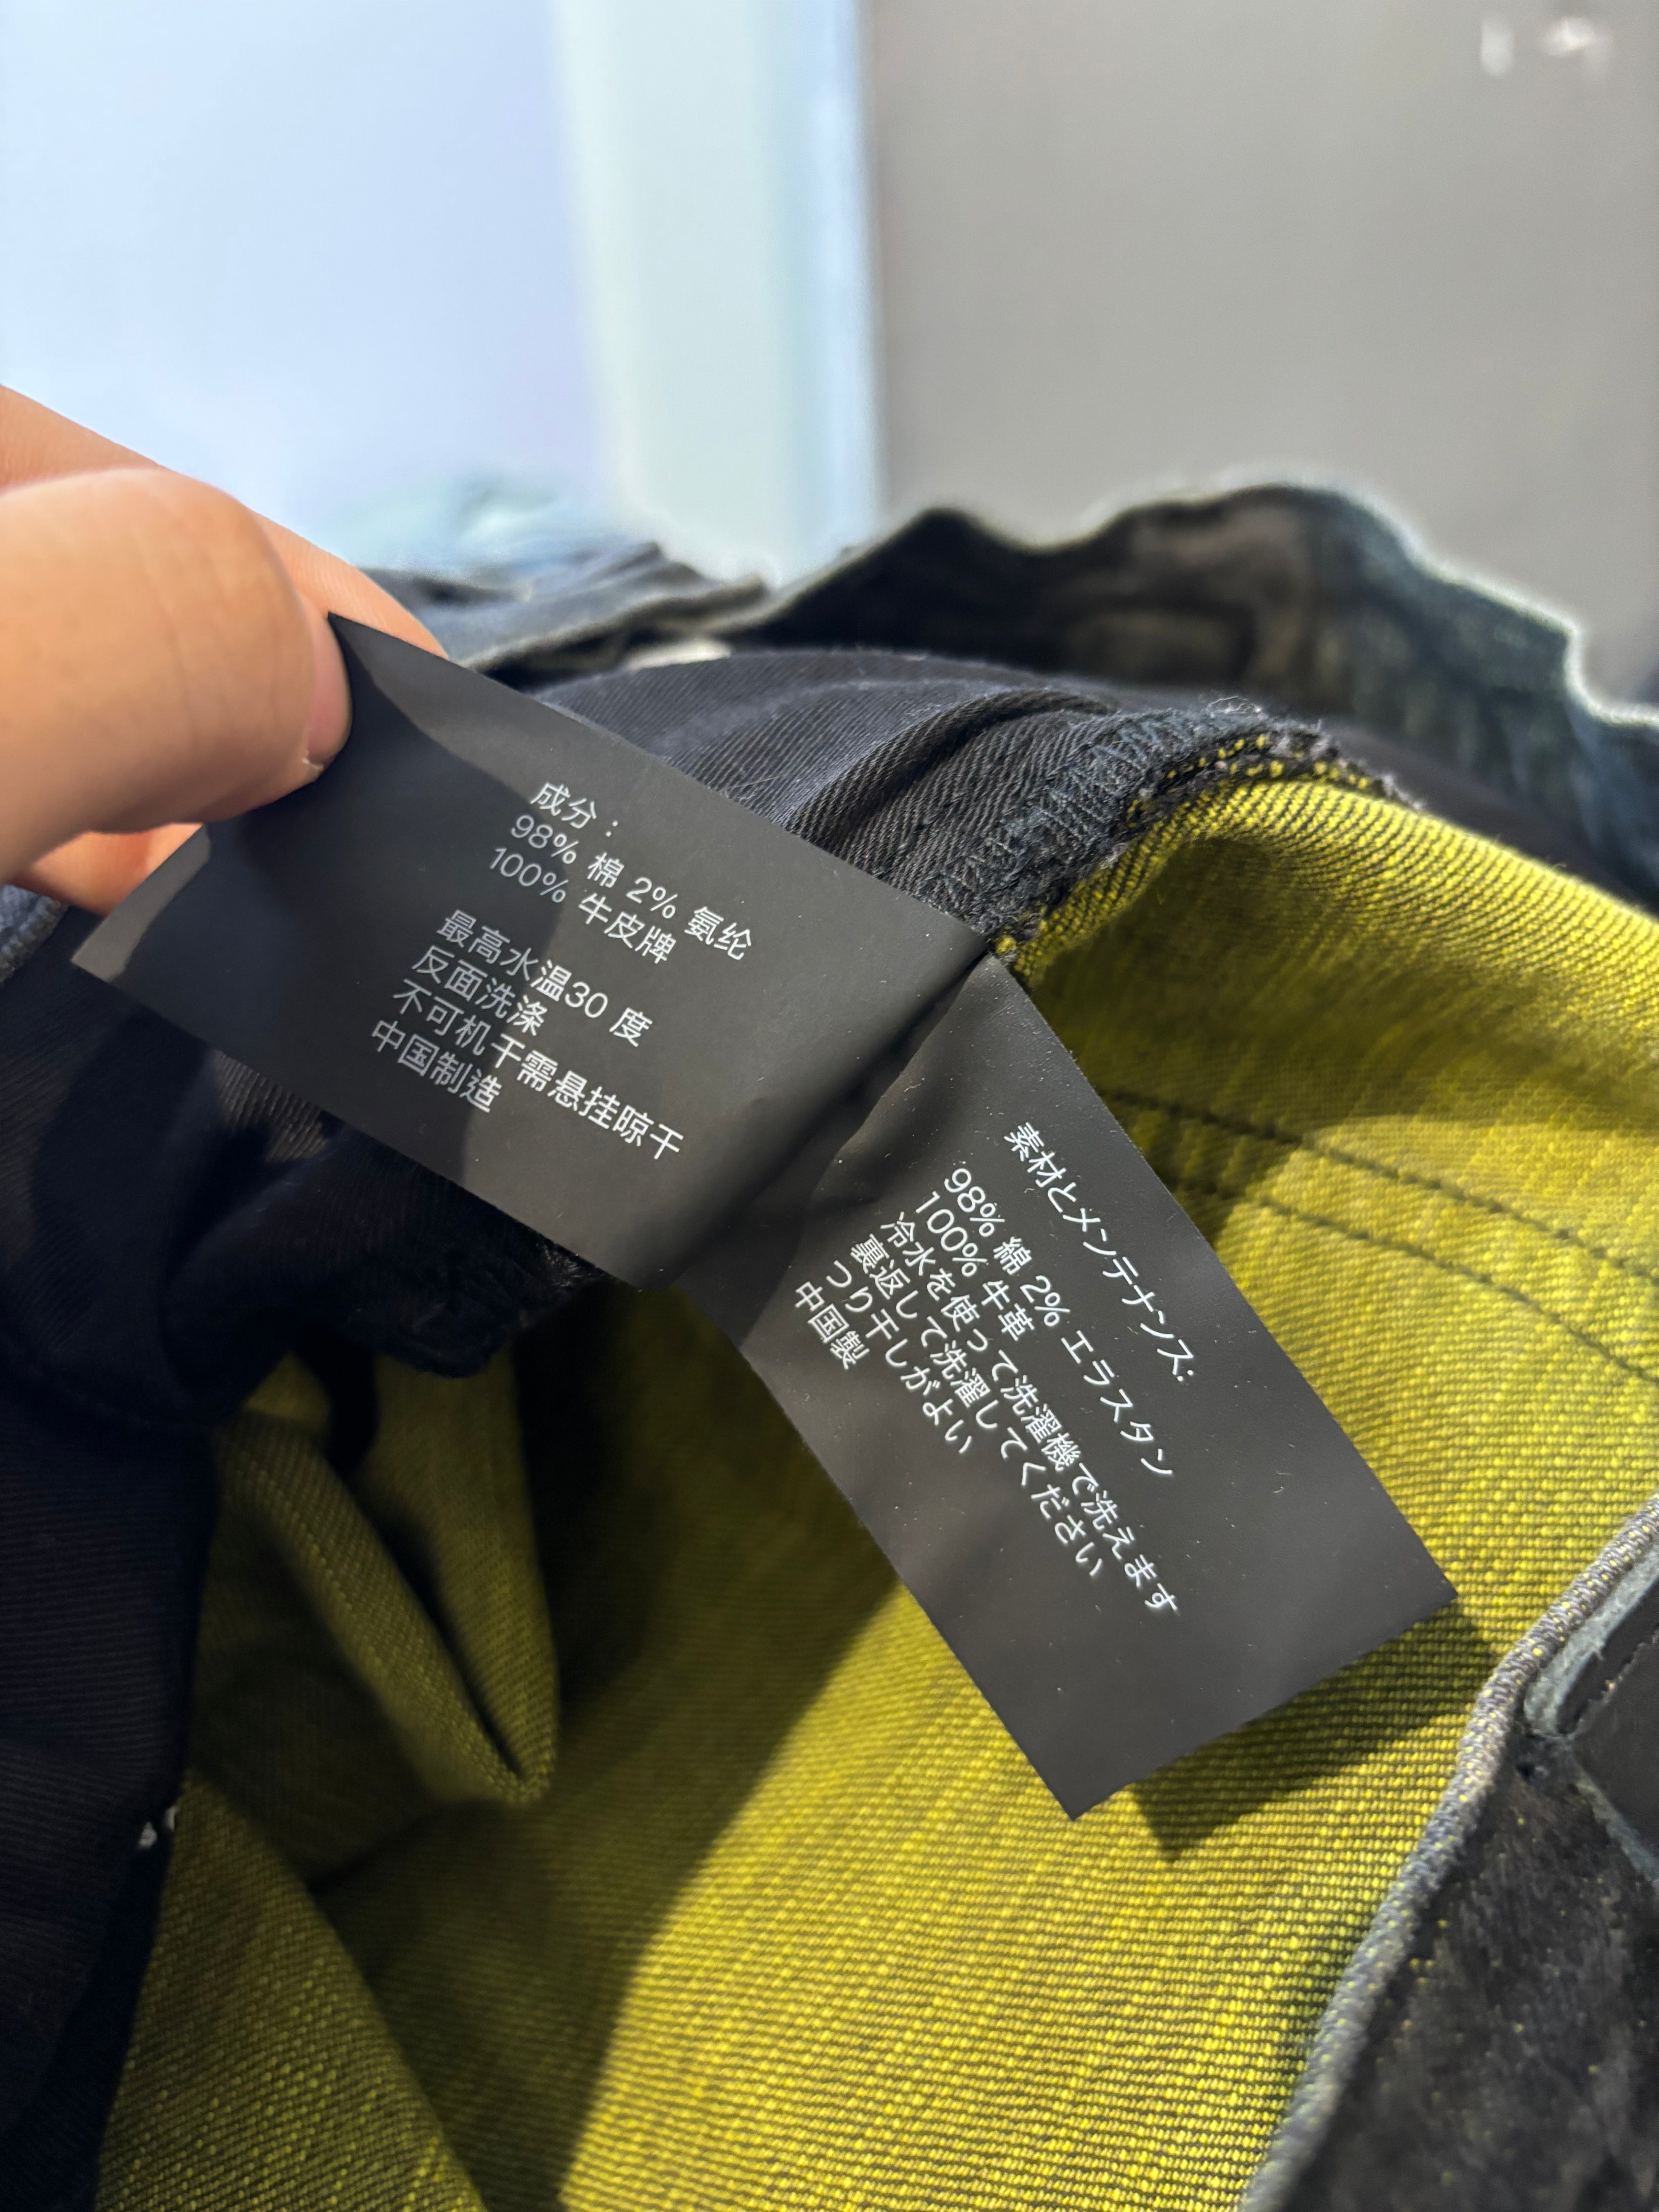 成分：
98% 棉 2% 氨纶
100% 牛皮牌
最高水温30 度
反面洗涤
不可机干需悬挂晾干
中国制造
素材とメンテナンス:
98% 綿 2% エラスタン
100% 牛革
冷水を使って洗濯機で洗えます
裏返して洗濯してください
つり干しがよい
中国製